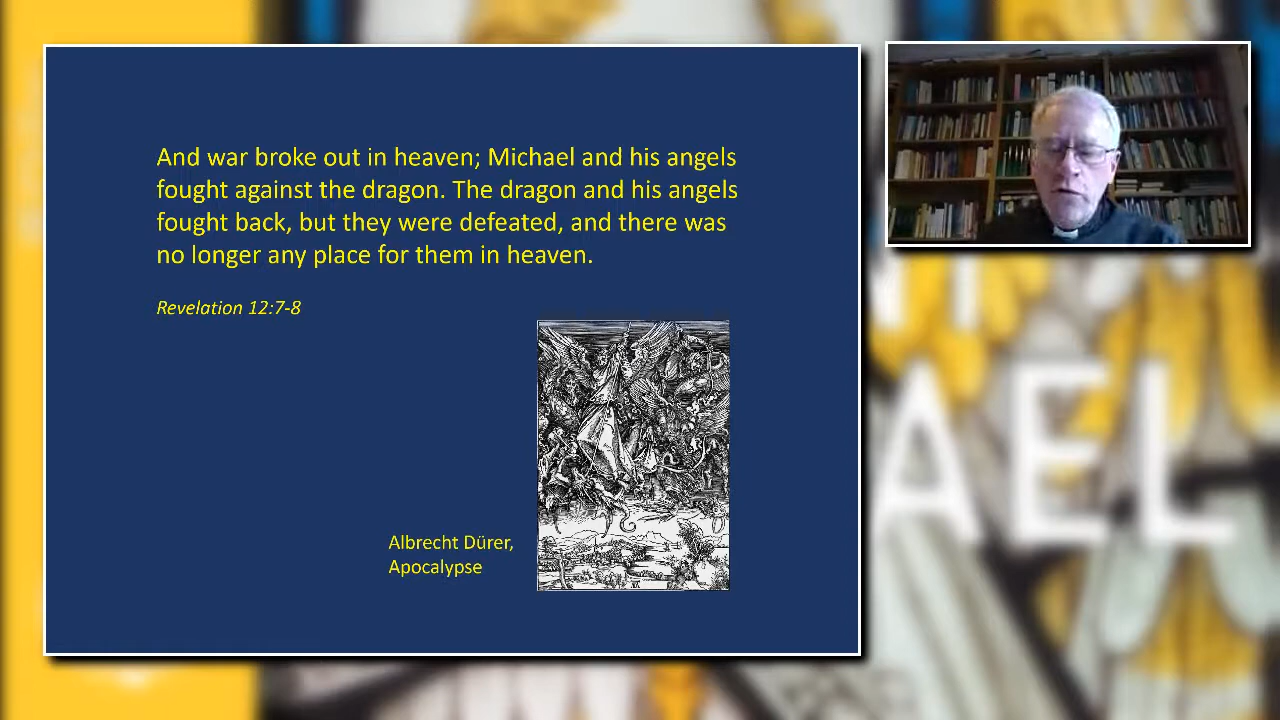 And war broke out in heaven; Michael and his angels
fought against the dragon. The dragon and his angels
fought back, but they were defeated, and there was
no longer any place for them in heaven.
Revelation 12:7-8
Albrecht Dürer,
Apocalypse
AEL